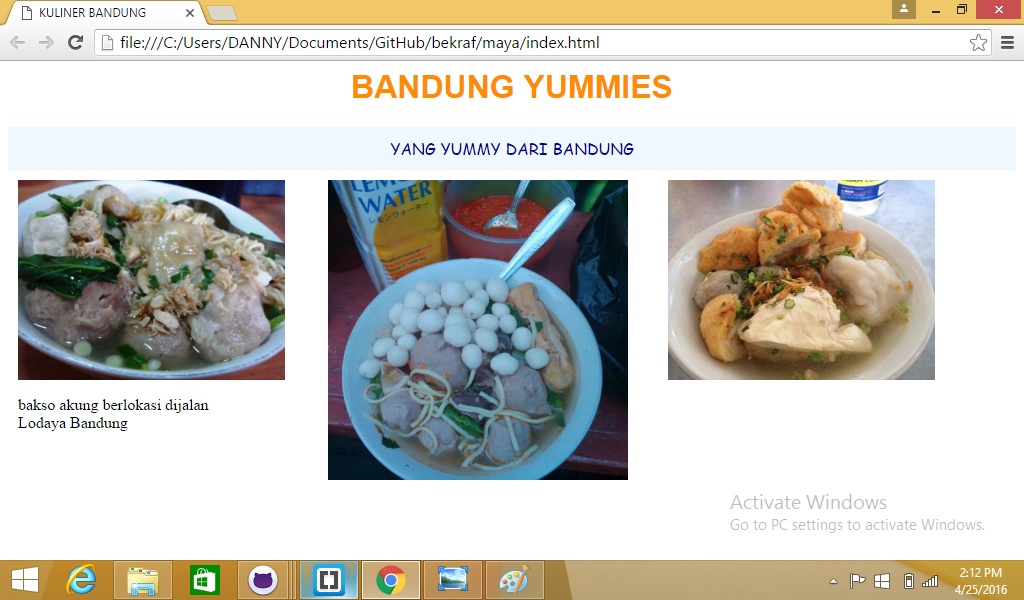 KULINER BANDUNG
file:///C:/Users/DANNY/Documents/GitHub/bekraf/maya/index.html
BANDUNG YUMMIES
YANG YUMMY DARI BANDUNG
LEMON
WATER
レモンウォーター
bakso akung berlokasi dijalan
Lodaya Bandung
Activate Windows
Go to PC settings to activate Windows.
2:12 PM
4/25/2016